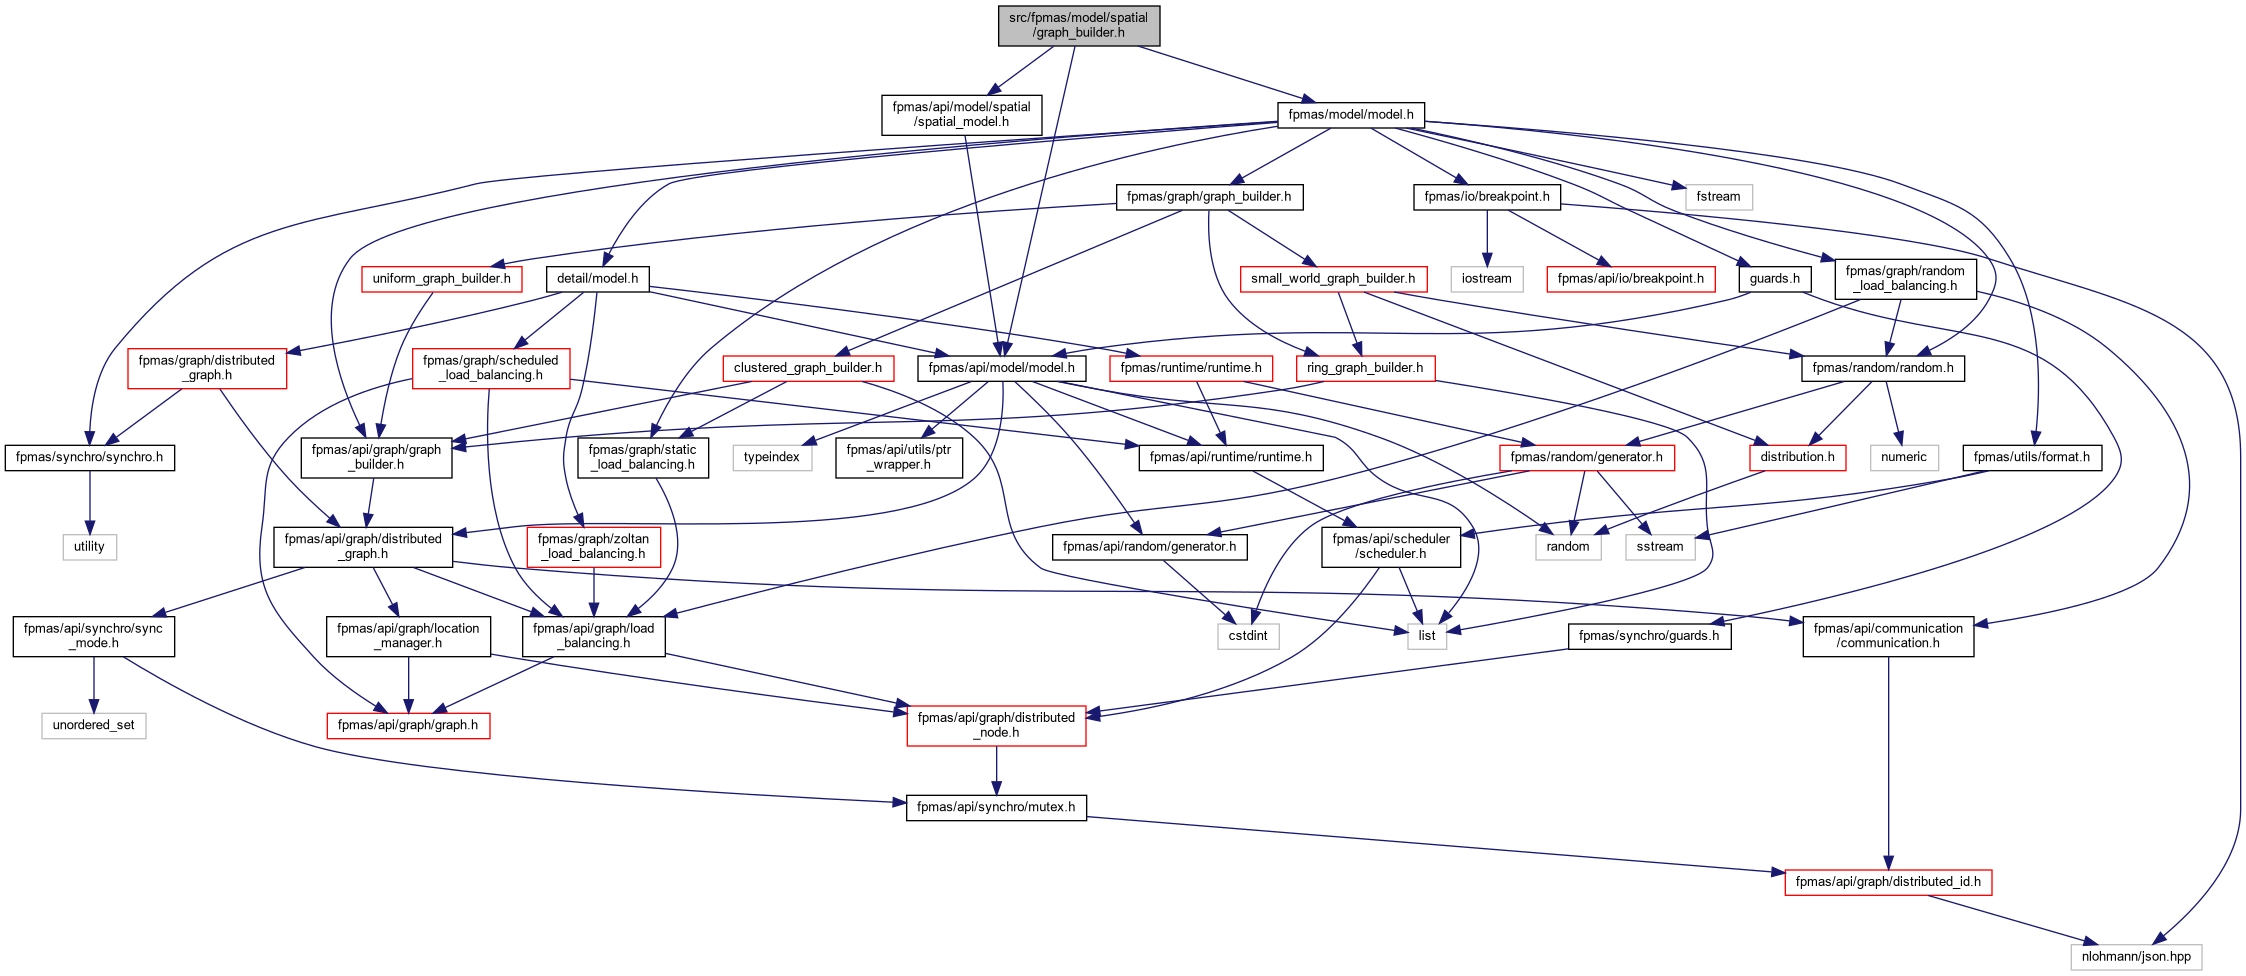 src/fpmas/model/spatial
/graph_builder.h
fpmas/api/model/spatial
/spatial_model.h
fpmas/model/model.h
fpmas/graph/graph_builder.h
fpmas/io/breakpoint.h
fstream
uniform_graph_builder.h
detail/model.h
small_world_graph_builder.h
iostream
fpmas/api/io/breakpoint.h
guards.h
fpmas/graph/random
_load_balancing.h
fpmas/graph/distributed
_graph.h
fpmas/graph/scheduled
_load_balancing.h
clustered_graph_builder.h
fpmas/api/model/model.h
fpmas/runtime/runtime.h
ring_graph_builder.h
fpmas/random/random.h
fpmas/synchro/synchro.h
fpmas/api/graph/graph
_builder.h
fpmas/graph/static
_load_balancing.h
typeindex
fpmas/api/utils/ptr
_wrapper.h
fpmas/api/runtime/runtime.h
fpmas/random/generator.h
distribution.h
numeric
fpmas/utils/format.h
utility
fpmas/api/graph/distributed
_graph.h
fpmas/graph/zoltan
_load_balancing.h
fpmas/api/random/generator.h
fpmas/api/scheduler
/scheduler.h
random
sstream
fpmas/api/synchro/sync
_mode.h
fpmas/api/graph/location
_manager.h
fpmas/api/graph/load
_balancing.h
cstdint
list
fpmas/synchro/guards.h
fpmas/api/communication
/communication.h
unordered_set
fpmas/api/graph/graph.h
fpmas/api/graph/distributed
_node.h
fpmas/api/synchro/mutex.h
fpmas/api/graph/distributed_id.h
nlohmann/json.hpp